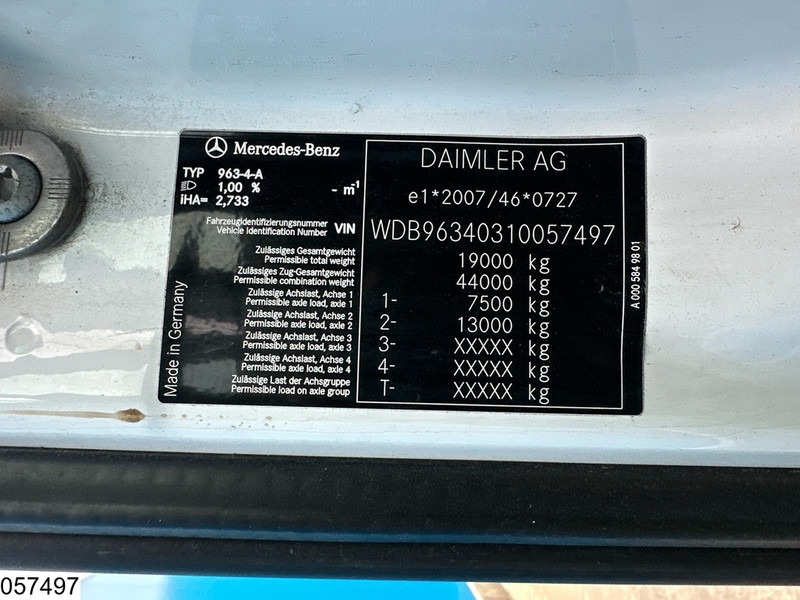 Mercedes-Benz
TYP 963-4-A
1,00 % - m⁻¹
iHA= 2,733
Fahrzeugidentifizierungsnummer
Vehicle Identification Number VIN
Zulässiges Gesamtgewicht
Permissible total weight
Zulässiges Zug-Gesamtgewicht
Permissible combination weight
Zulässige Achslast, Achse 1
Permissible axle load, axle 1
Zulässige Achslast, Achse 2
Permissible axle load, axle 2
Zulässige Achslast, Achse 3
Permissible axle load, axle 3
Zulässige Achslast, Achse 4
Permissible axle load, axle 4
Zulässige Last der Achsgruppe
Permissible load on axle group
Made in Germany
DAIMLER AG
e1*2007/46*0727
WDB96340310057497
19000 kg
44000 kg
1- 7500 kg
2- 13000 kg
3- XXXXX kg
4- XXXXX kg
T- XXXXX kg
A 000 584 98 01
057497